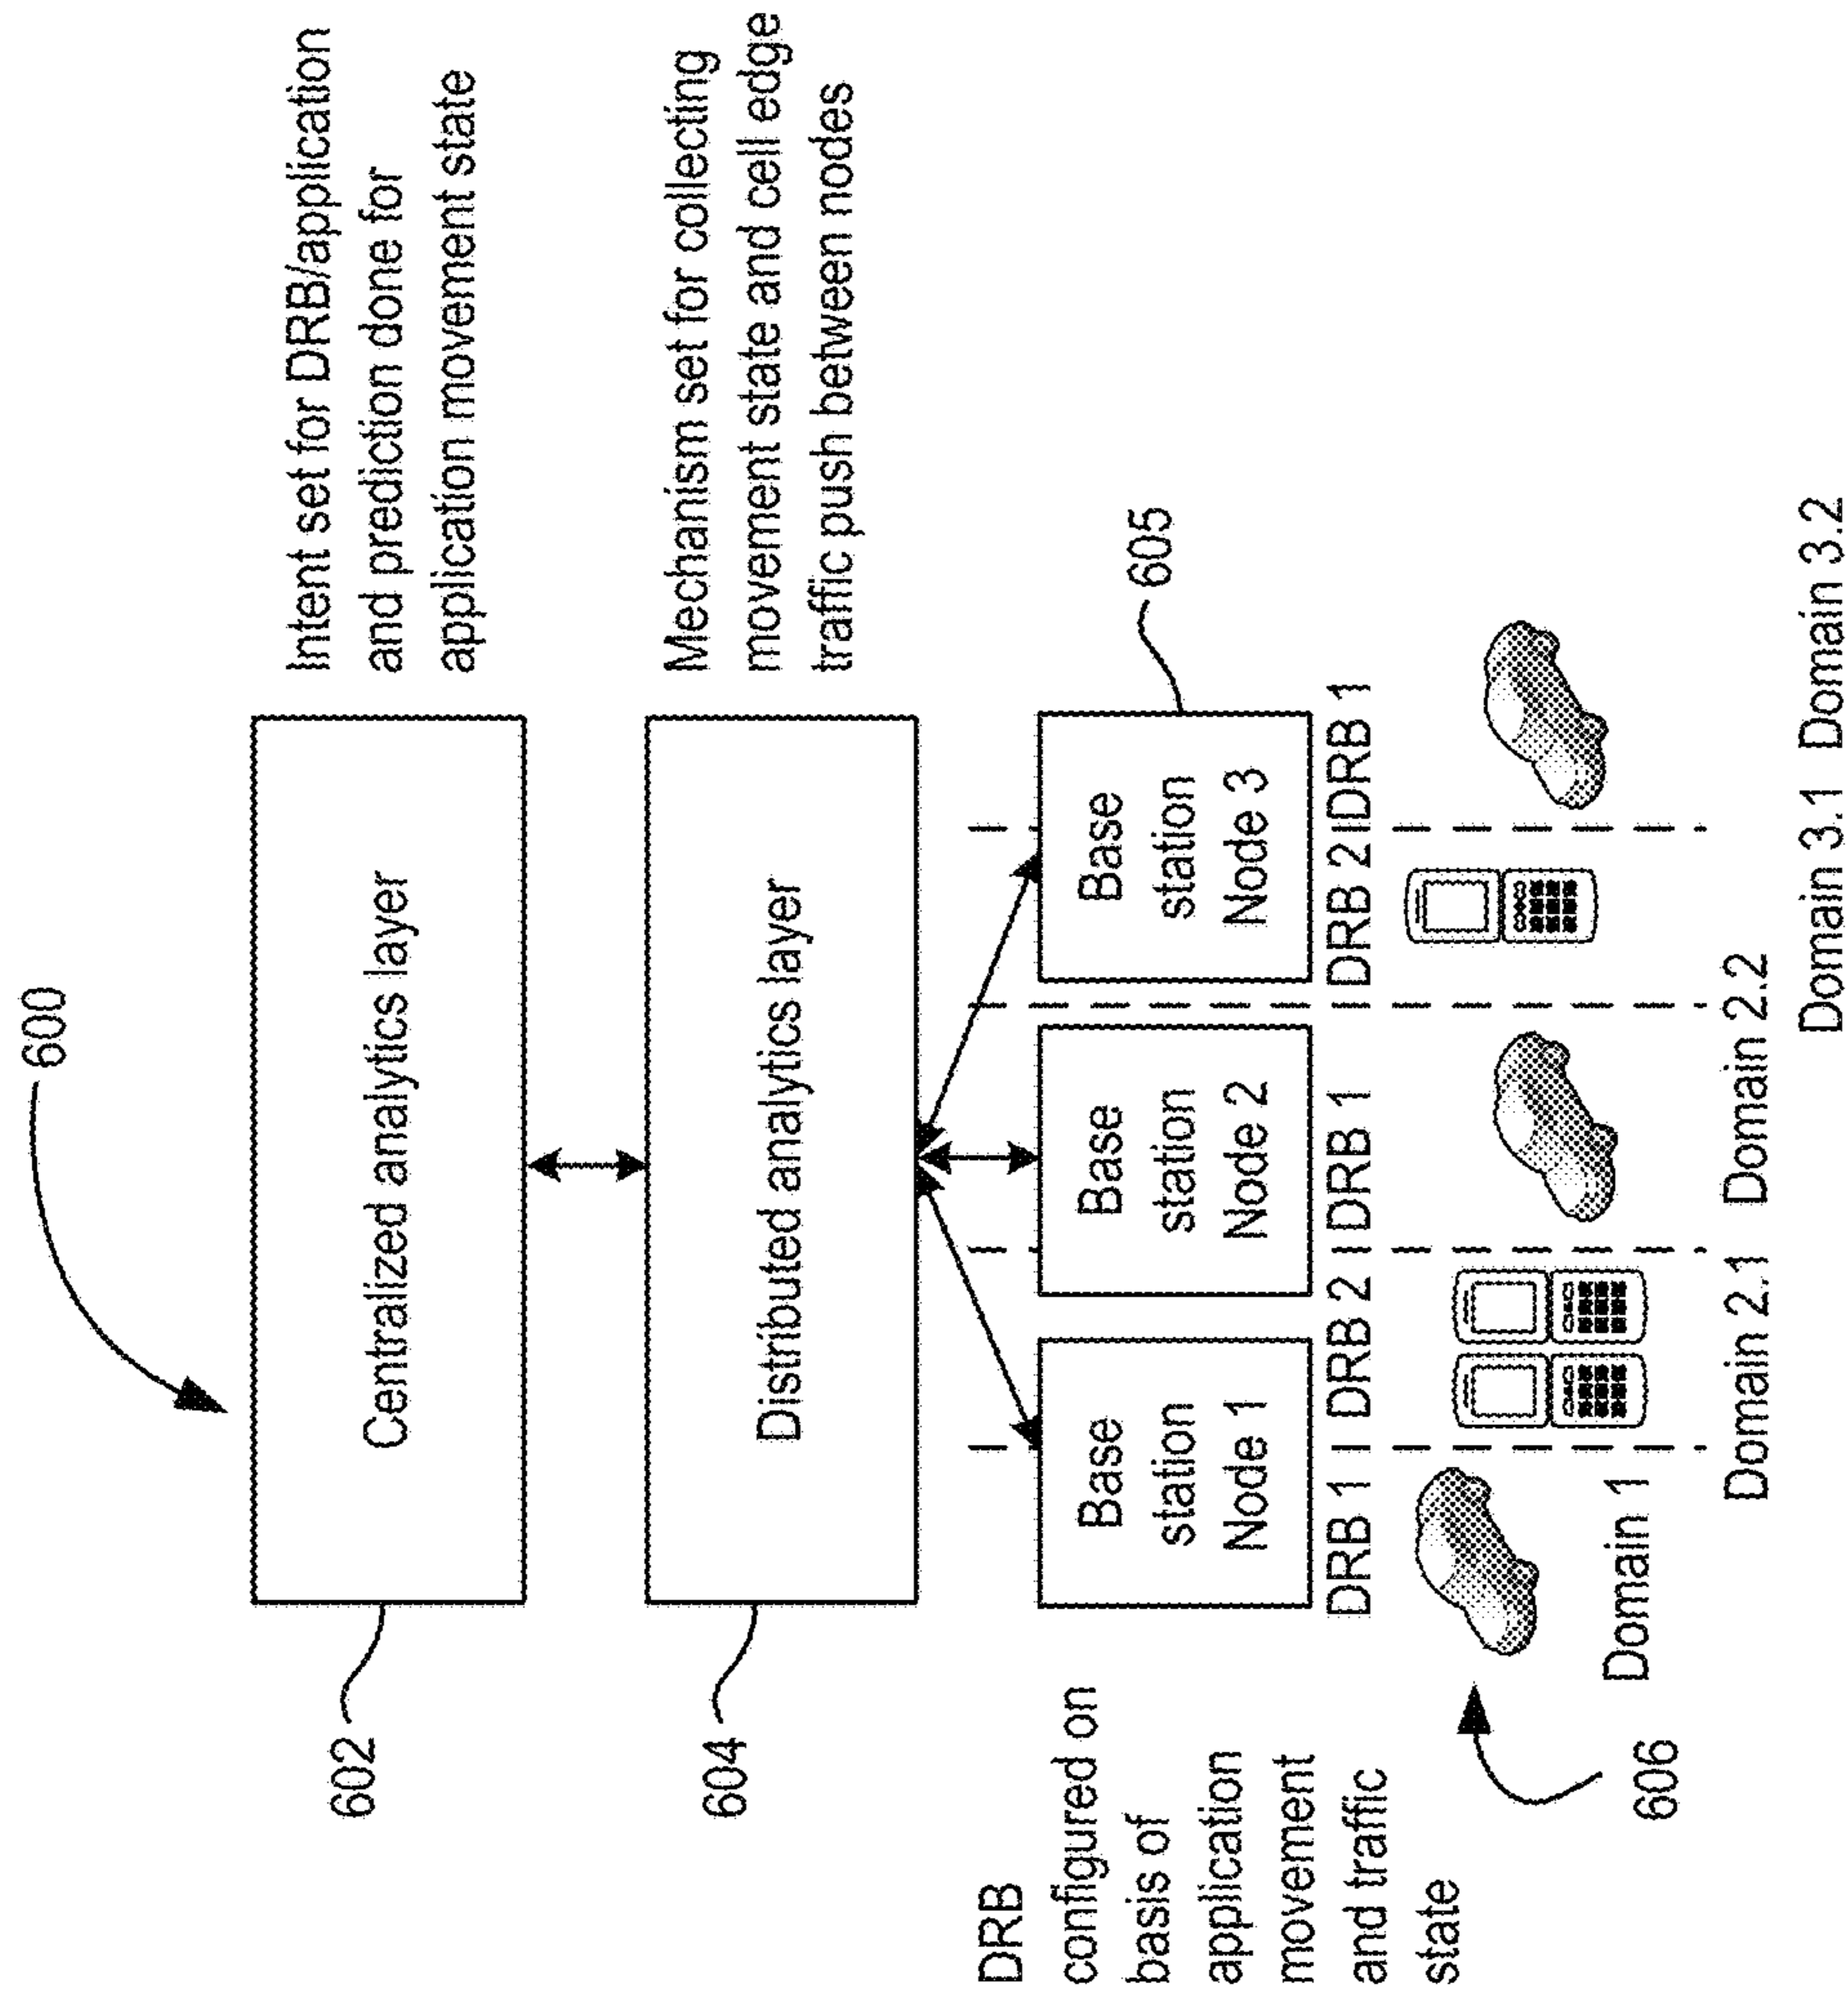 600
602
Centralized analytics layer
Intent set for DRB/application
and prediction done for
application movement state
604
Distributed analytics layer
Mechanism set for collecting
movement state and cell edge
traffic push between nodes
DRB
configured on
basis of
application
movement
and traffic
state
Base
station
Node 1
Base
station
Node 2
Base
station
Node 3
605
DRB 1 DRB 2 DRB 1 DRB 2 DRB 1
606
Domain 1
Domain 2.1 Domain 2.2
Domain 3.1 Domain 3.2